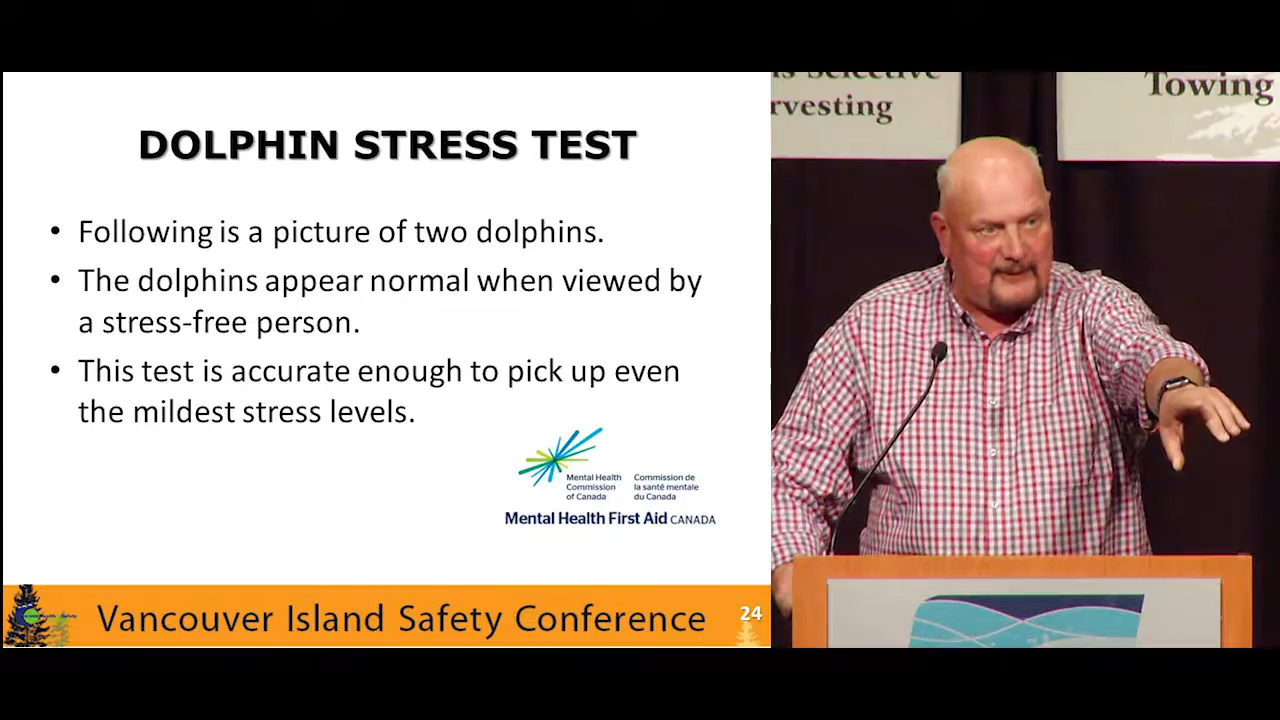 DOLPHIN STRESS TEST
• Following is a picture of two dolphins.
• The dolphins appear normal when viewed by
a stress-free person.
• This test is accurate enough to pick up even
the mildest stress levels.
Mental Health
Commission
of Canada
Commission de
la santé mentale
du Canada
Mental Health First Aid CANADA
Vancouver Island Safety Conference
24
Selective
Towing